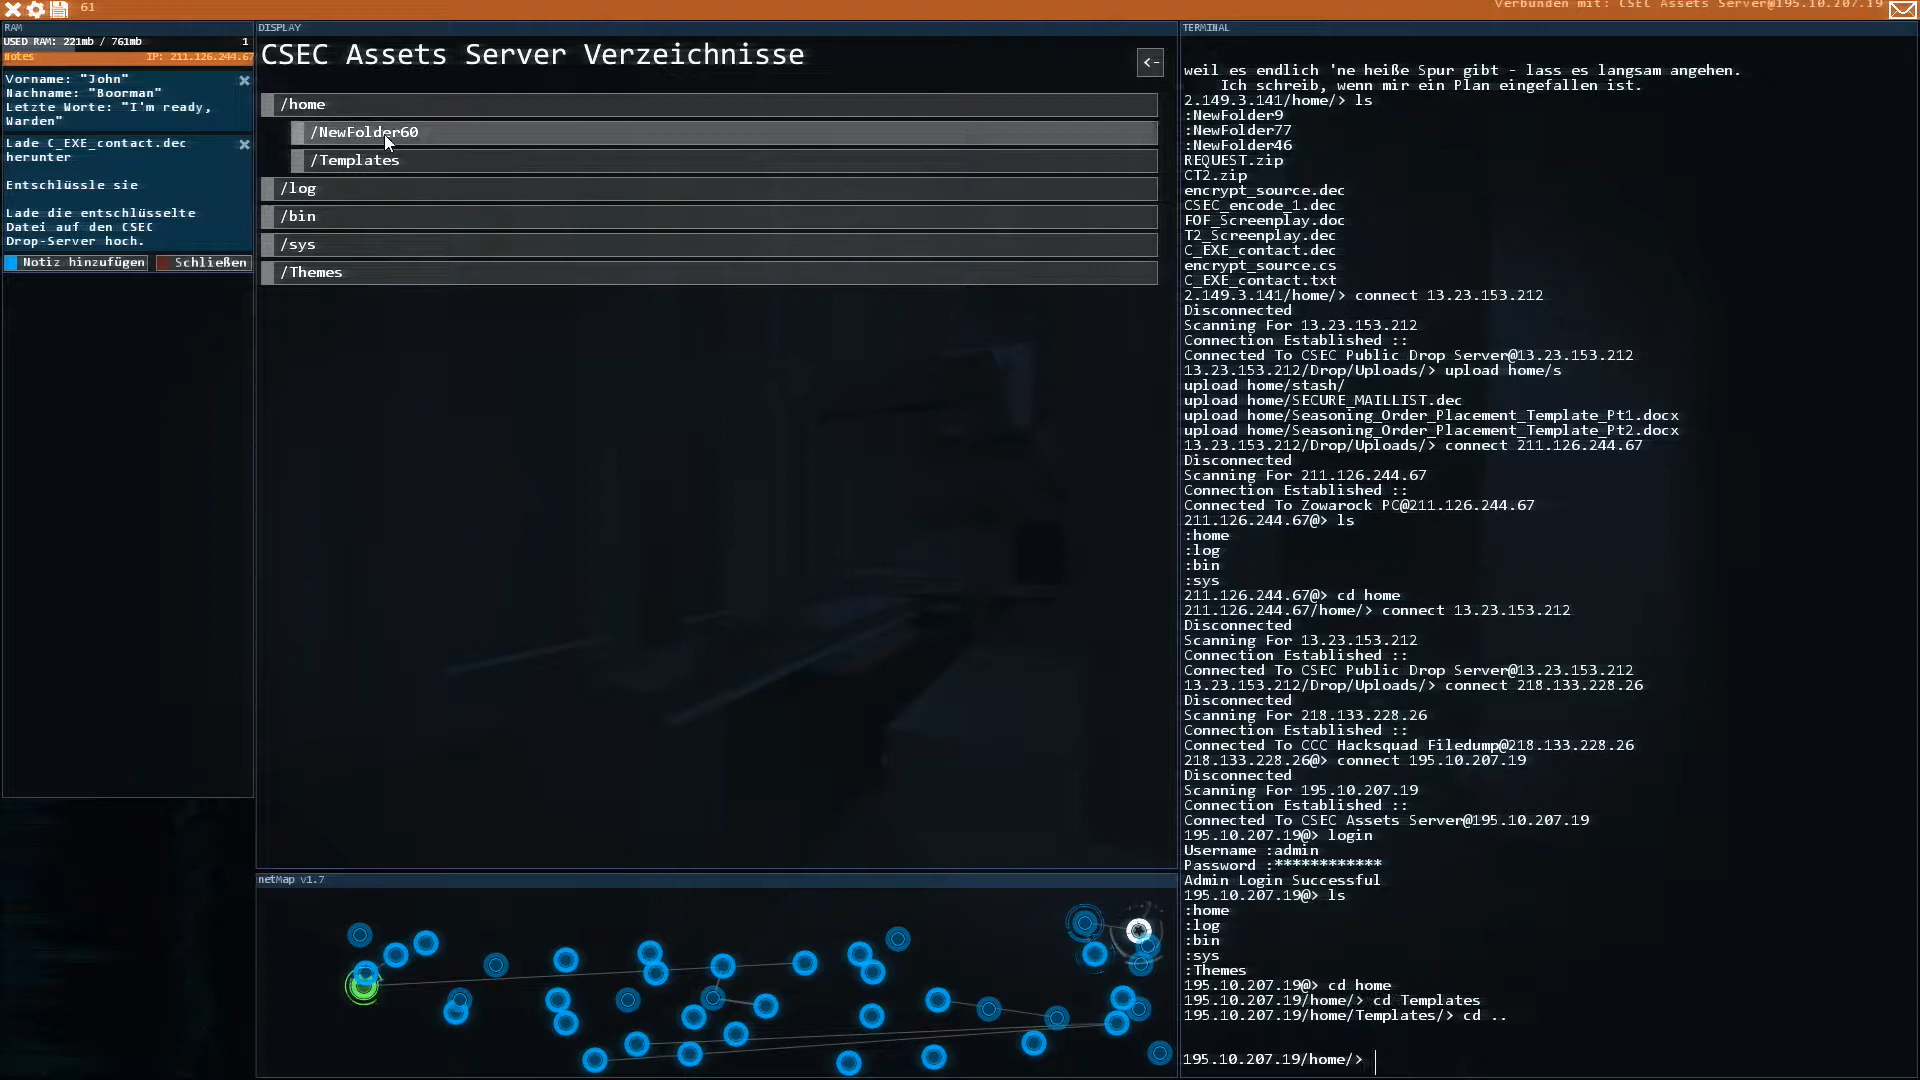 61
Verbunden mit: CSEC Assets Server@195.10.207.19
RAM
USED RAM: 221mb / 761mb 1
Notes IP: 211.126.244.67
Vorname: "John"
Nachname: "Boorman"
Letzte Worte: "I'm ready,
Warden"
Lade C_EXE_contact.dec
herunter
Entschlüssle sie
Lade die entschlüsselte
Datei auf den CSEC
Drop-Server hoch.
Notiz hinzufügen
Schließen
DISPLAY
CSEC Assets Server Verzeichnisse
<-
/home
/NewFolder60
/Templates
/log
/bin
/sys
/Themes
netMap v1.7
TERMINAL
weil es endlich 'ne heiße Spur gibt - lass es langsam angehen.
Ich schreib, wenn mir ein Plan eingefallen ist.
2.149.3.141/home/> ls
:NewFolder9
:NewFolder77
:NewFolder46
REQUEST.zip
CT2.zip
encrypt_source.dec
CSEC_encode_1.dec
FOF_Screenplay.doc
T2_Screenplay.dec
C_EXE_contact.dec
encrypt_source.cs
C_EXE_contact.txt
2.149.3.141/home/> connect 13.23.153.212
Disconnected
Scanning For 13.23.153.212
Connection Established ::
Connected To CSEC Public Drop Server@13.23.153.212
13.23.153.212/Drop/Uploads/> upload home/s
upload home/stash/
upload home/SECURE_MAILLIST.dec
upload home/Seasoning_Order_Placement_Template_Pt1.docx
upload home/Seasoning_Order_Placement_Template_Pt2.docx
13.23.153.212/Drop/Uploads/> connect 211.126.244.67
Disconnected
Scanning For 211.126.244.67
Connection Established ::
Connected To Zowarock PC@211.126.244.67
211.126.244.67@> ls
:home
:log
:bin
:sys
211.126.244.67@> cd home
211.126.244.67/home/> connect 13.23.153.212
Disconnected
Scanning For 13.23.153.212
Connection Established ::
Connected To CSEC Public Drop Server@13.23.153.212
13.23.153.212/Drop/Uploads/> connect 218.133.228.26
Disconnected
Scanning For 218.133.228.26
Connection Established ::
Connected To CCC Hacksquad Filedump@218.133.228.26
218.133.228.26@> connect 195.10.207.19
Disconnected
Scanning For 195.10.207.19
Connection Established ::
Connected To CSEC Assets Server@195.10.207.19
195.10.207.19@> login
Username :admin
Password :************
Admin Login Successful
195.10.207.19@> ls
:home
:log
:bin
:sys
:Themes
195.10.207.19@> cd home
195.10.207.19/home/> cd Templates
195.10.207.19/home/Templates/> cd ..
195.10.207.19/home/>